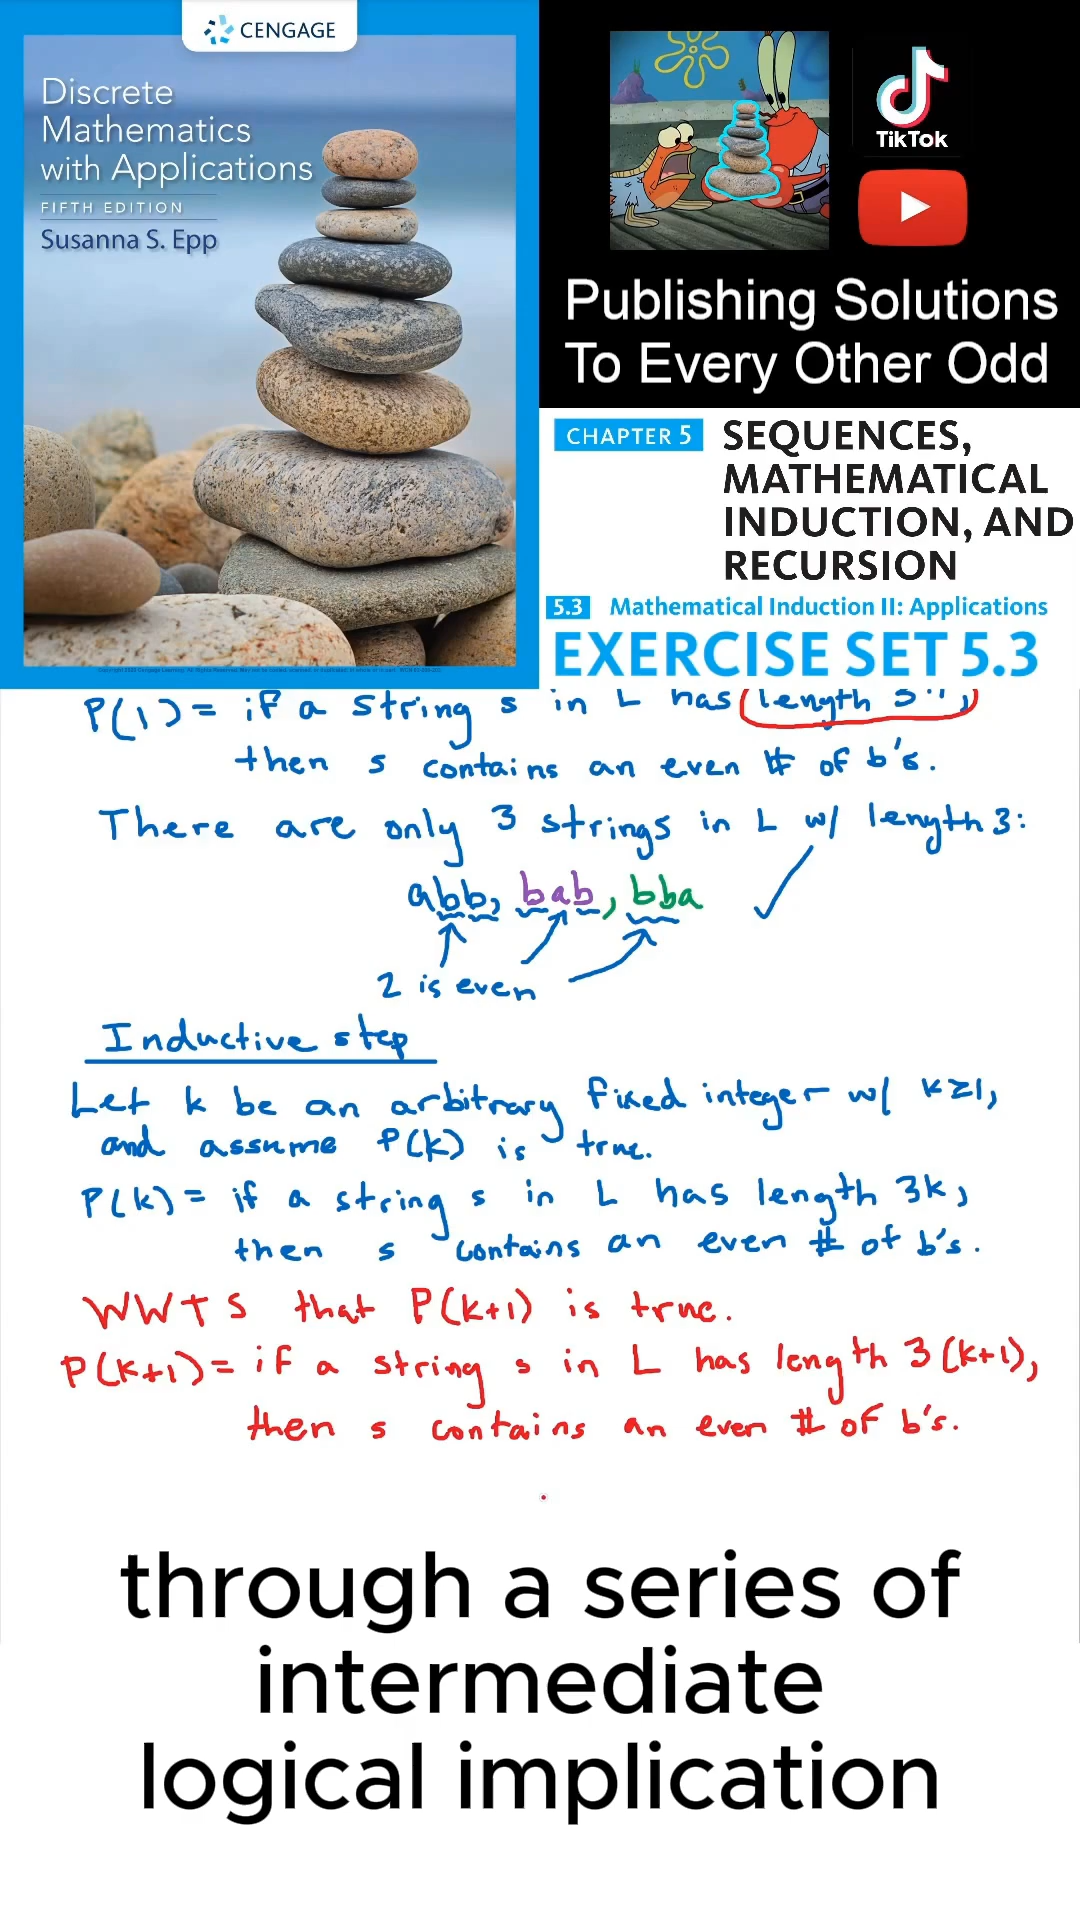 CENGAGE
Discrete
Mathematics
with Applications
FIFTH EDITION
Susanna S. Epp
TikTok
Publishing Solutions
To Every Other Odd
CHAPTER 5
SEQUENCES,
MATHEMATICAL
INDUCTION, AND
RECURSION
5.3 Mathematical Induction II: Applications
EXERCISE SET 5.3
P(1) = if a string s in L has length 3·1,
then s contains an even # of b's.
There are only 3 strings in L w/ length 3:
abb, bab, bba
2 is even
Inductive step
Let k be an arbitrary fixed integer w/ k≥1,
and assume P(k) is true.
P(k) = if a string s in L has length 3k,
then s contains an even # of b's.
WWTS that P(k+1) is true.
P(k+1) = if a string s in L has length 3(k+1),
then s contains an even # of b's.
through a series of
intermediate
logical implication